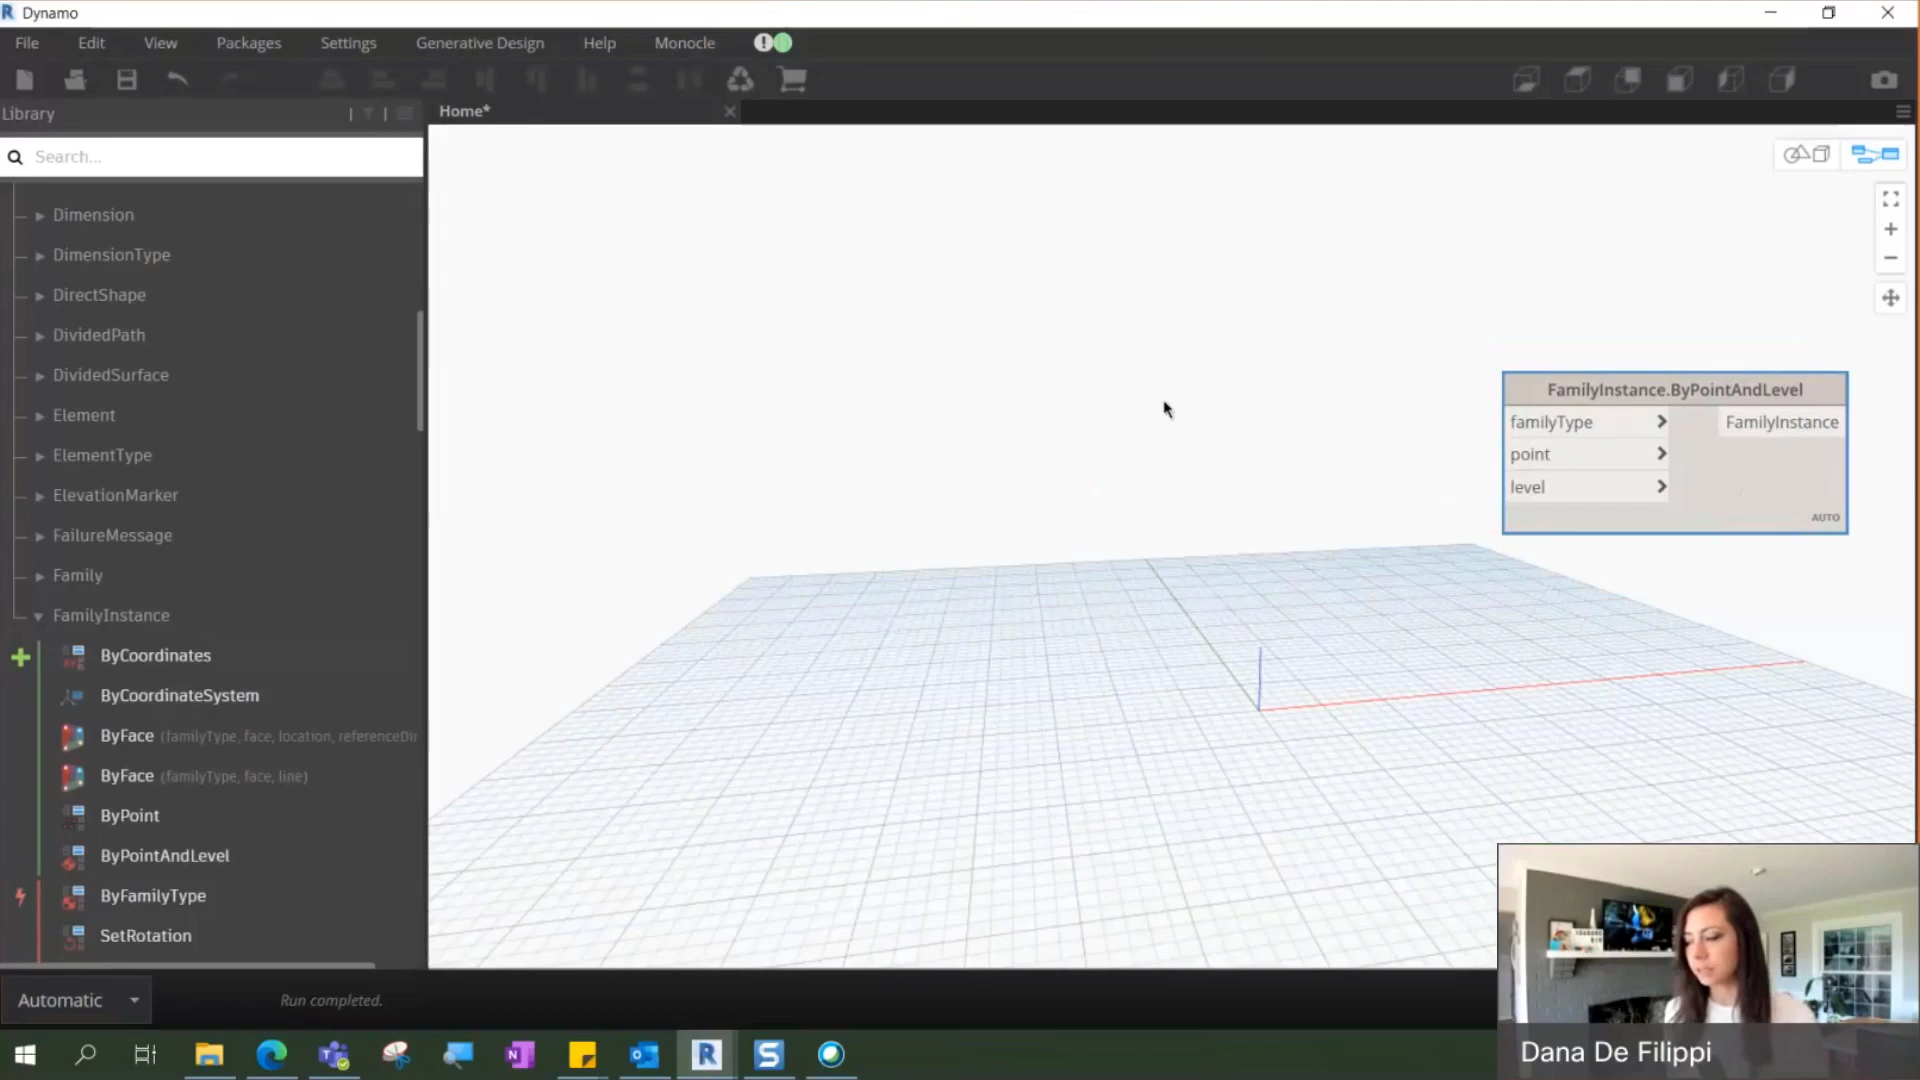 Dynamo
File Edit View Packages Settings Generative Design Help Monocle
Library
Home*
Search...
Dimension
DimensionType
DirectShape
DividedPath
DividedSurface
Element
ElementType
ElevationMarker
FailureMessage
Family
FamilyInstance
ByCoordinates
ByCoordinateSystem
ByFace (familyType, face, location, referenceDir
ByFace (familyType, face, line)
ByPoint
ByPointAndLevel
ByFamilyType
SetRotation
FamilyInstance.ByPointAndLevel
familyType
FamilyInstance
point
level
AUTO
Automatic
Run completed.
Dana De Filippi